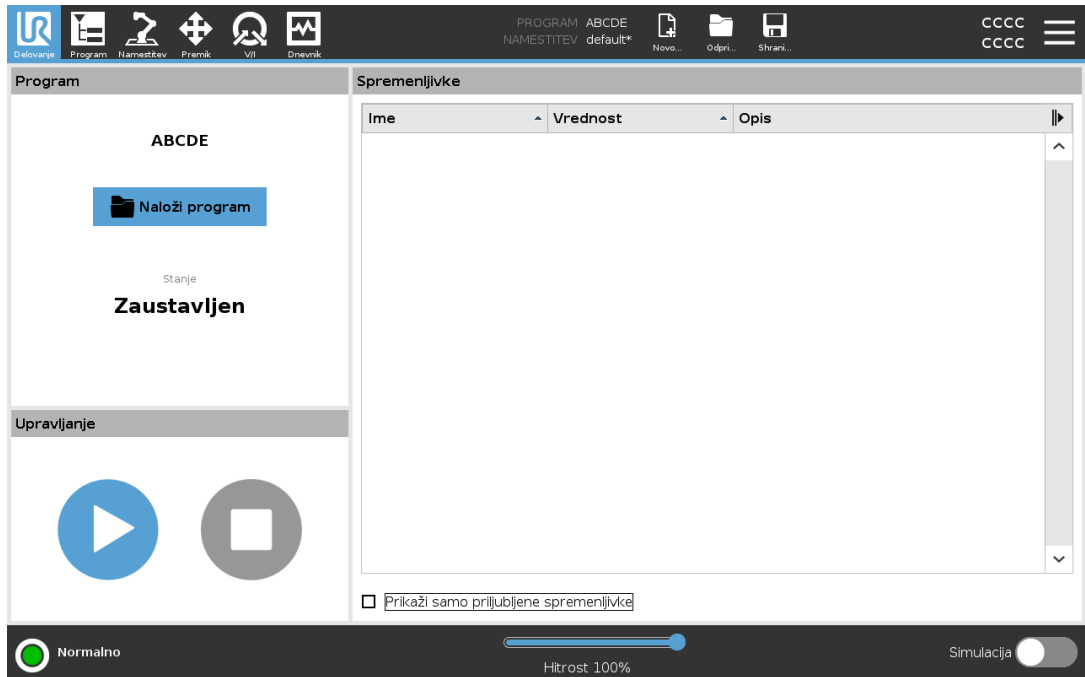 UR
Delovanje
Program
Namestitev
Premik
V/I
Dnevnik
PROGRAM ABCDE
NAMESTITEV default*
Novo...
Odpri...
Shrani...
CCCC
CCCC
Program
ABCDE
Naloži program
Stanje
Zaustavljen
Upravljanje
Spremenljivke
Ime
Vrednost
Opis
Prikaži samo priljubljene spremenljivke
Normalno
Hitrost 100%
Simulacija